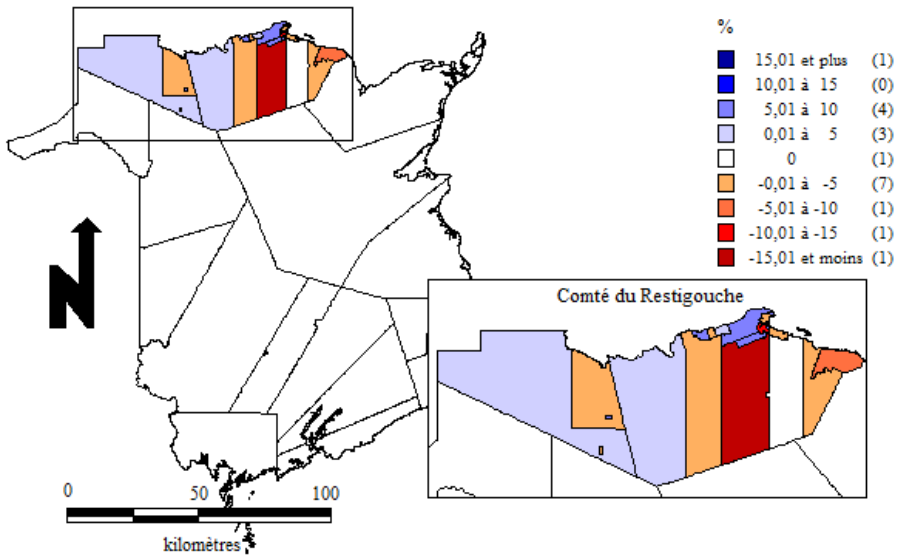 %
15,01 et plus (1)
10,01 à 15 (0)
5,01 à 10 (4)
0,01 à 5 (3)
0 (1)
-0,01 à -5 (7)
-5,01 à -10 (1)
-10,01 à -15 (1)
-15,01 et moins (1)
N
Comté du Restigouche
0 50 100
kilomètres